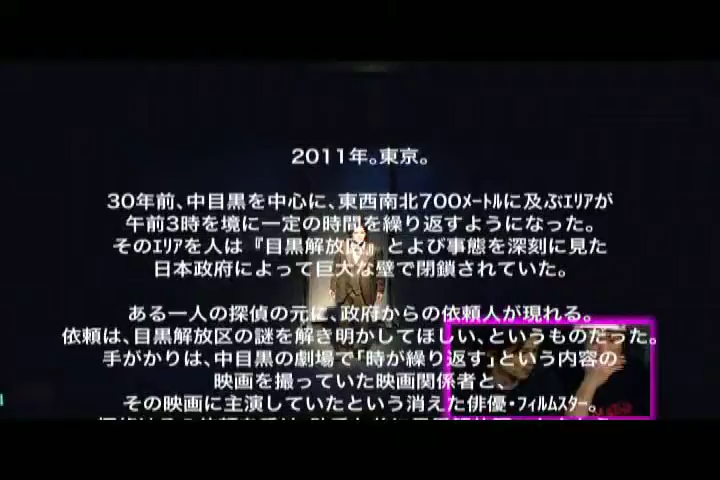 2011年。東京。
30年前、中目黒を中心に、東西南北700ﾒｰﾄﾙに及ぶｴﾘｱが
午前3時を境に一定の時間を繰り返すようになった。
そのｴﾘｱを人は『目黒解放区』とよび事態を深刻に見た
日本政府によって巨大な壁で閉鎖されていた。
ある一人の探偵の元に、政府からの依頼人が現れる。
依頼は、目黒解放区の謎を解き明かしてほしい、というものだった。
手がかりは、中目黒の劇場で「時が繰り返す」という内容の
映画を撮っていた映画関係者と、
その映画に主演していたという消えた俳優・ﾌｨﾙﾑｽﾀｰ。